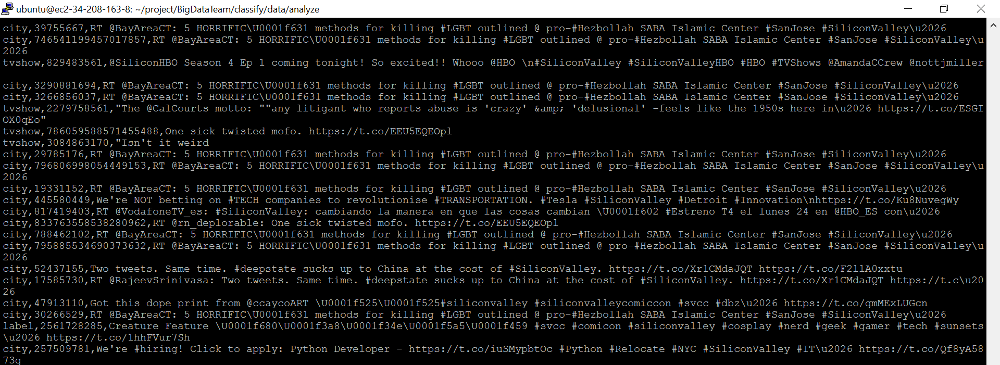 ubuntu@ec2-34-208-163-8: ~/project/BigDataTeam/classify/data/analyze
city,39755667,RT @BayAreaCT: 5 HORRIFIC\U0001f631 methods for killing #LGBT outlined @ pro-#Hezbollah SABA Islamic Center #SanJose #SiliconValley\u2026
city,746541199457017857,RT @BayAreaCT: 5 HORRIFIC\U0001f631 methods for killing #LGBT outlined @ pro-#Hezbollah SABA Islamic Center #SanJose #SiliconValley\u
2026
tvshow,829483561,@SiliconHBO Season 4 Ep 1 coming tonight! So excited!! Whooo @HBO \n#SiliconValley #SiliconValleyHBO #HBO #TVShows @AmandaCCrew @nottjmiller
city,3290881694,RT @BayAreaCT: 5 HORRIFIC\U0001f631 methods for killing #LGBT outlined @ pro-#Hezbollah SABA Islamic Center #SanJose #SiliconValley\u2026
city,3266856037,RT @BayAreaCT: 5 HORRIFIC\U0001f631 methods for killing #LGBT outlined @ pro-#Hezbollah SABA Islamic Center #SanJose #SiliconValley\u2026
tvshow,2279758561,"The @CalCourts motto: ""any litigant who reports abuse is 'crazy' &amp; 'delusional' -feels like the 1950s here in\u2026 https://t.co/ESGI
OX0qEo"
tvshow,786059588571455488,One sick twisted mofo. https://t.co/EEU5EQEOpl
tvshow,3084863170,"Isn't it weird
city,29785176,RT @BayAreaCT: 5 HORRIFIC\U0001f631 methods for killing #LGBT outlined @ pro-#Hezbollah SABA Islamic Center #SanJose #SiliconValley\u2026
city,796806998054449153,RT @BayAreaCT: 5 HORRIFIC\U0001f631 methods for killing #LGBT outlined @ pro-#Hezbollah SABA Islamic Center #SanJose #SiliconValley\u
2026
city,19331152,RT @BayAreaCT: 5 HORRIFIC\U0001f631 methods for killing #LGBT outlined @ pro-#Hezbollah SABA Islamic Center #SanJose #SiliconValley\u2026
city,445580449,We're NOT betting on #TECH companies to revolutionise #TRANSPORTATION. #Tesla #SiliconValley #Detroit #Innovation\nhttps://t.co/Ku8NuvegWy
city,817419403,RT @VodafoneTV_es: #SiliconValley: cambiando la manera en que las cosas cambian \U0001f602 #Estreno T4 el lunes 24 en @HBO_ES con\u2026
city,833763558538280962,RT @rn_deplorable: One sick twisted mofo. https://t.co/EEU5EQEOpl
city,788462102,RT @BayAreaCT: 5 HORRIFIC\U0001f631 methods for killing #LGBT outlined @ pro-#Hezbollah SABA Islamic Center #SanJose #SiliconValley\u2026
city,795885534690373632,RT @BayAreaCT: 5 HORRIFIC\U0001f631 methods for killing #LGBT outlined @ pro-#Hezbollah SABA Islamic Center #SanJose #SiliconValley\u
2026
city,52437155,Two tweets. Same time. #deepstate sucks up to China at the cost of #SiliconValley. https://t.co/Xr1CMdaJQT https://t.co/F2llA0xxtu
city,17585730,RT @RajeevSrinivasa: Two tweets. Same time. #deepstate sucks up to China at the cost of #SiliconValley. https://t.co/Xr1CMdaJQT https://t.c\u20
26
city,47913110,Got this dope print from @ccaycoART \U0001f525\U0001f525#siliconvalley #siliconvalleycomiccon #svcc #dbz\u2026 https://t.co/gmMExLUGcn
city,30266529,RT @BayAreaCT: 5 HORRIFIC\U0001f631 methods for killing #LGBT outlined @ pro-#Hezbollah SABA Islamic Center #SanJose #SiliconValley\u2026
label,2561728285,Creature Feature \U0001f680\U0001f3a8\U0001f34e\U0001f5a5\U0001f459 #svcc #comicon #siliconvalley #cosplay #nerd #geek #gamer #tech #sunsets
\u2026 https://t.co/1hhFVur7Sh
city,257509781,We're #hiring! Click to apply: Python Developer - https://t.co/iuSMypbtOc #Python #Relocate #NYC #SiliconValley #IT\u2026 https://t.co/Qf8yA58
73g